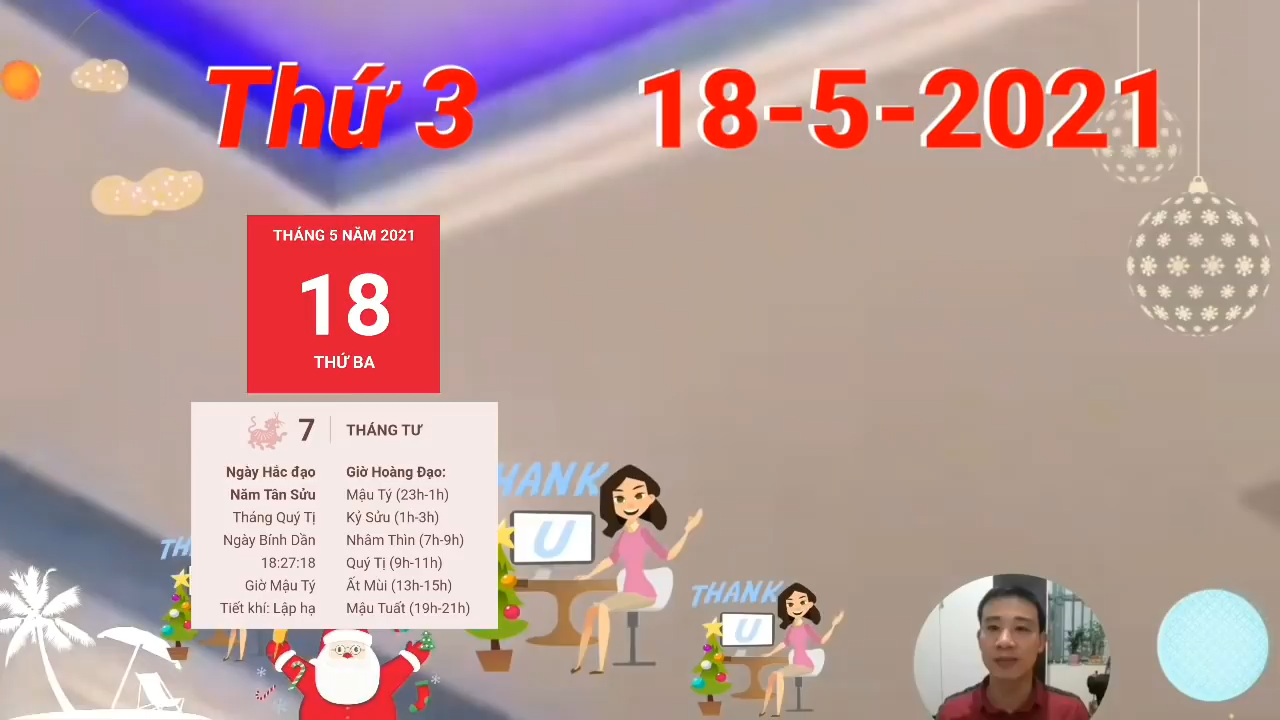 Thứ 3 18-5-2021
THÁNG 5 NĂM 2021
18
THỨ BA
7 THÁNG TƯ
Ngày Hắc đạo Giờ Hoàng Đạo:
Năm Tân Sửu Mậu Tý (23h-1h)
Tháng Quý Tị Kỷ Sửu (1h-3h)
Ngày Bính Dần Nhâm Thìn (7h-9h)
18:27:18 Quý Tị (9h-11h)
Giờ Mậu Tý Ất Mùi (13h-15h)
Tiết khí: Lập hạ Mậu Tuất (19h-21h)
HANK
U
TH
THANK
U